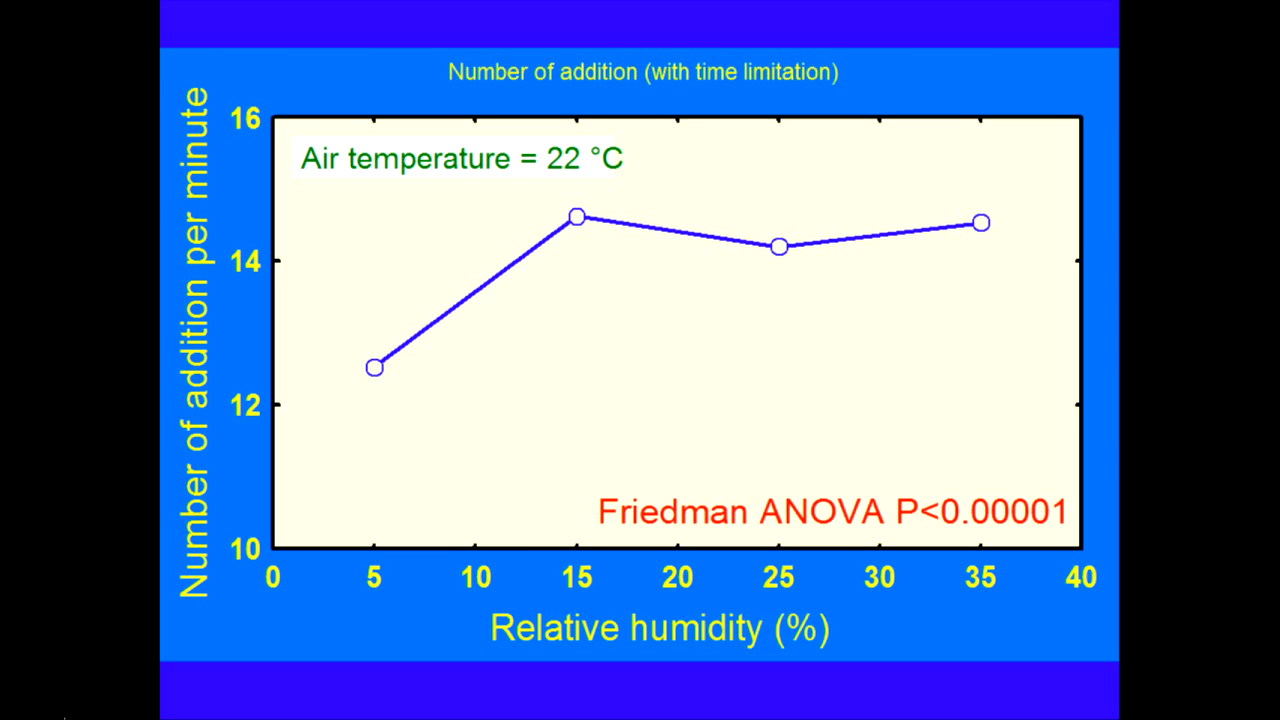 Number of addition (with time limitation)
Number of addition per minute
16
14
12
10
Air temperature = 22 °C
Friedman ANOVA P<0.00001
0 5 10 15 20 25 30 35 40
Relative humidity (%)